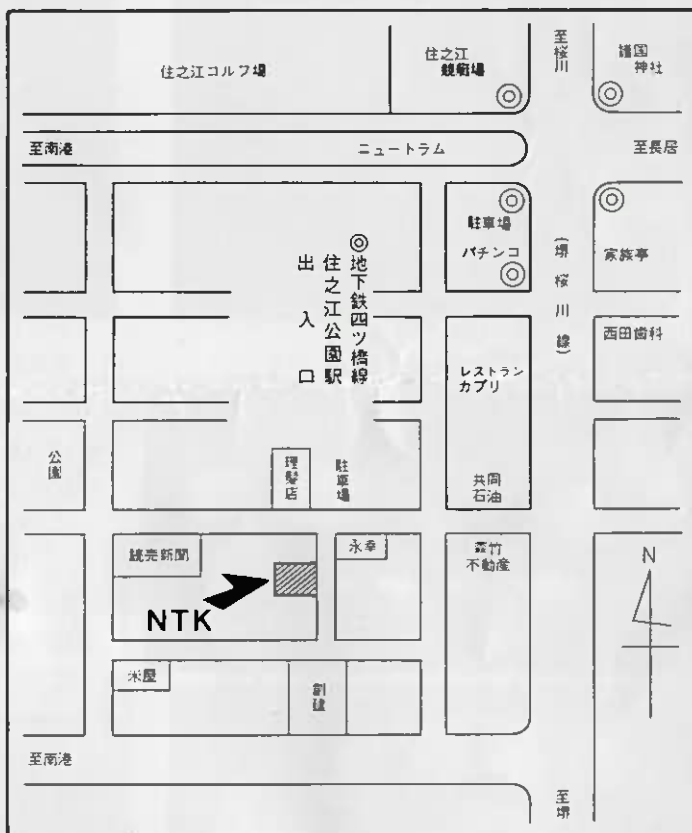 住之江ゴルフ場
住之江
競艇場
至桜川
護国
神社
至南港
ニュートラム
至長居
駐車場
パチンコ
(堺桜川線)
家族亭
◎地下鉄四ツ橋線
住之江公園駅
出入口
西田歯科
レストラン
カプリ
公園
理髪店
駐車場
共同
石油
読売新聞
永幸
不動産
N
NTK
米屋
創建
至南港
至堺